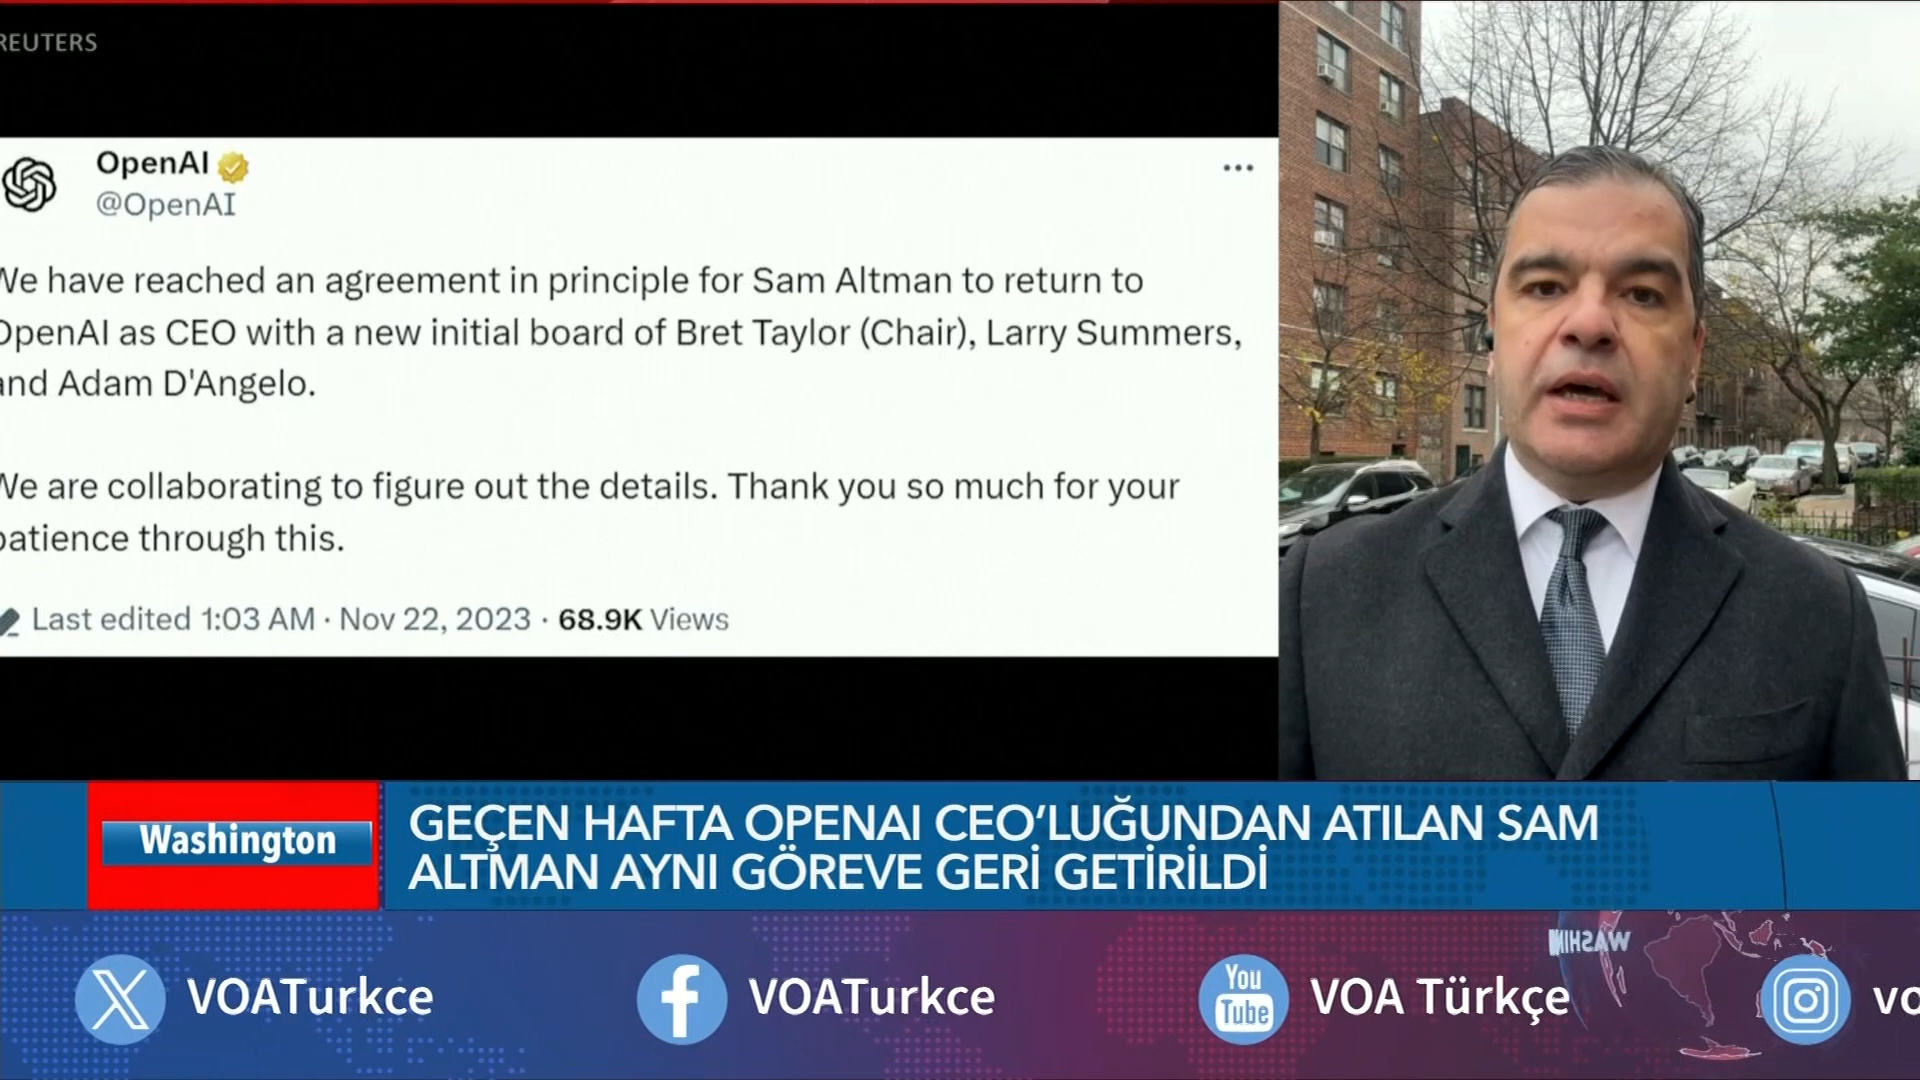 REUTERS
OpenAI
@OpenAI
We have reached an agreement in principle for Sam Altman to return to
OpenAI as CEO with a new initial board of Bret Taylor (Chair), Larry Summers,
and Adam D'Angelo.
We are collaborating to figure out the details. Thank you so much for your
patience through this.
Last edited 1:03 AM · Nov 22, 2023 · 68.9K Views
Washington
GEÇEN HAFTA OPENAI CEO'LUĞUNDAN ATILAN SAM
ALTMAN AYNI GÖREVE GERİ GETİRİLDİ
VOATurkce
VOATurkce
You
Tube
VOA Türkçe